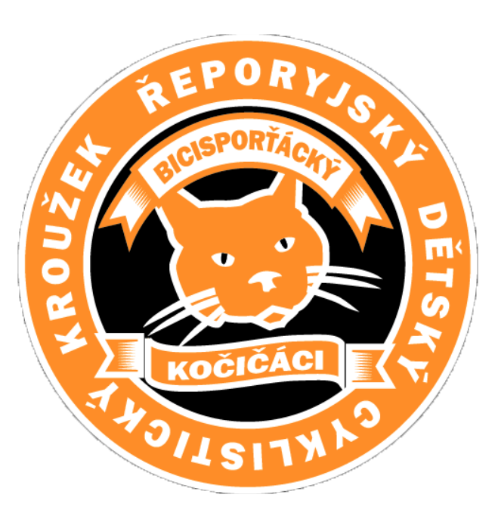 ŘEPORYJSKÝ DĚTSKÝ CYKLISTICKÝ KROUŽEK
BICISPORŤÁCKÝ
KOČIČÁCI